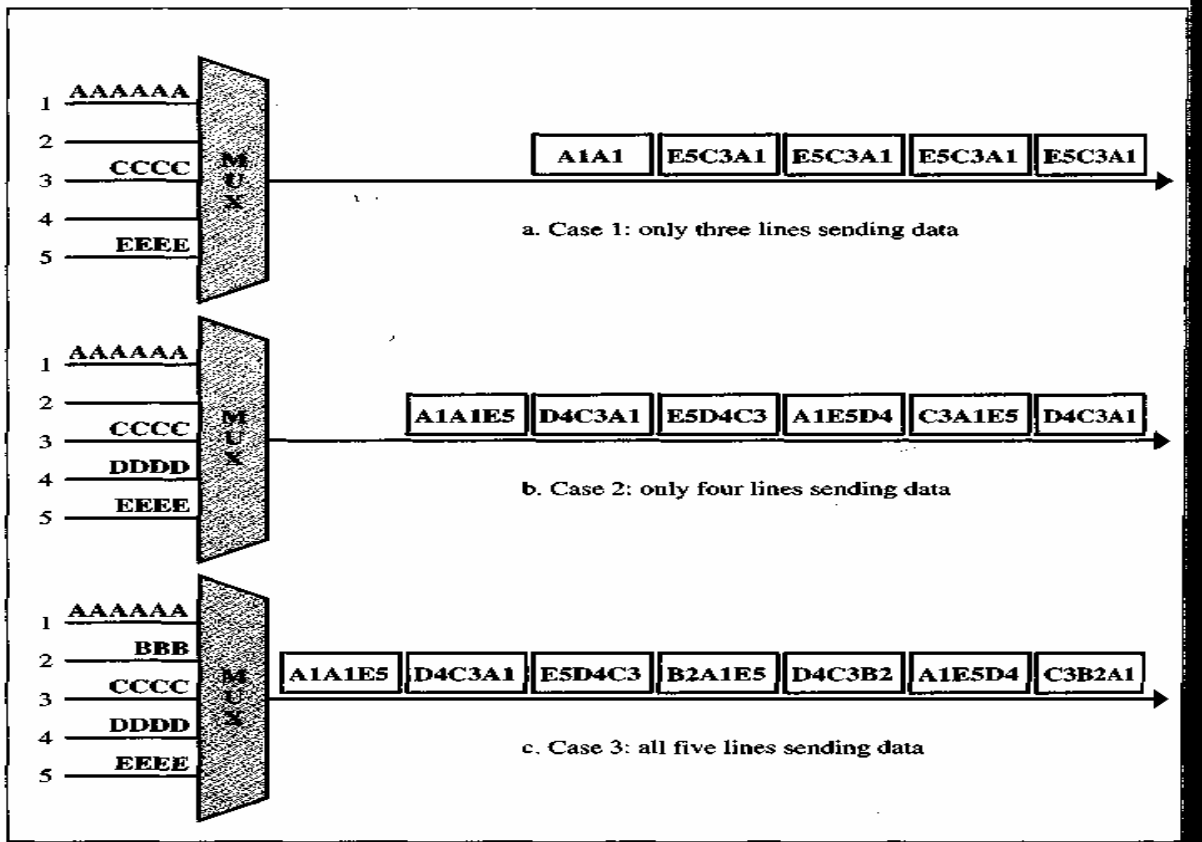 AAAAAA
1
2
CCCC
3
4
EEEE
5
MUX
A1A1 E5C3A1 E5C3A1 E5C3A1 E5C3A1
a. Case 1: only three lines sending data
AAAAAA
1
2
CCCC
3
DDDD
4
EEEE
5
MUX
A1A1E5 D4C3A1 E5D4C3 A1E5D4 C3A1E5 D4C3A1
b. Case 2: only four lines sending data
AAAAAA
1
BBB
2
CCCC
3
DDDD
4
EEEE
5
MUX
A1A1E5 D4C3A1 E5D4C3 B2A1E5 D4C3B2 A1E5D4 C3B2A1
c. Case 3: all five lines sending data